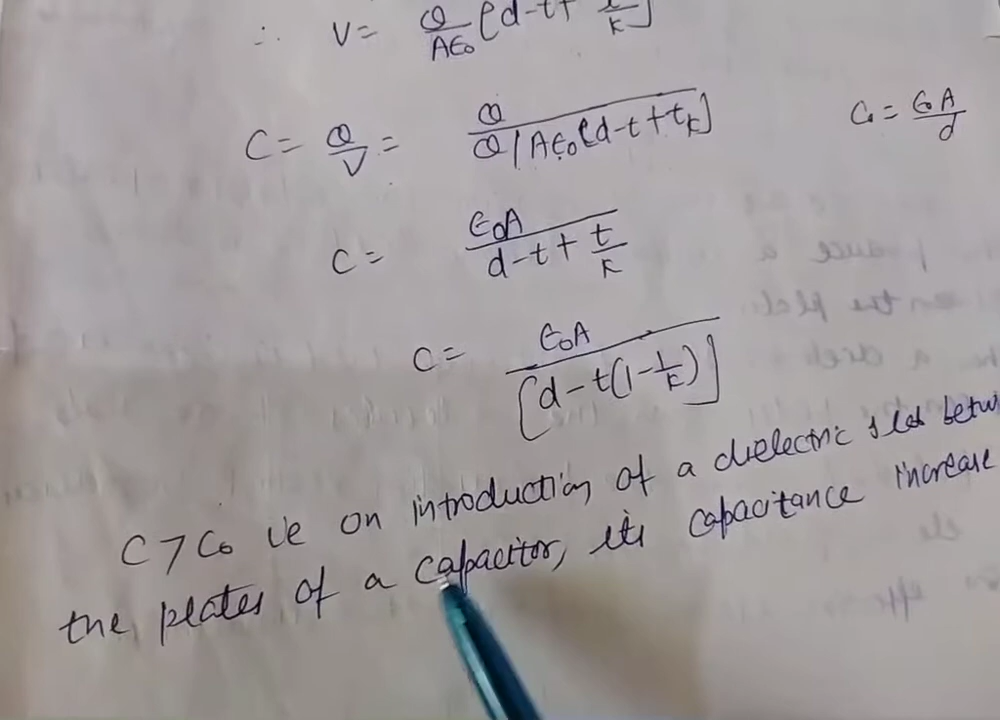 ∴ V = Q/Aε₀ [d-t+ t/k]
C = Q/V = Q / Q/Aε₀[d-t+t/k] C₀ = ε₀A/d
C = ε₀A / d-t+ t/k
C = ε₀A / [d-t(1-1/k)]
C > C₀ ie on introduction of a dielectric slab betw
the plates of a capacitor, its capacitance increase